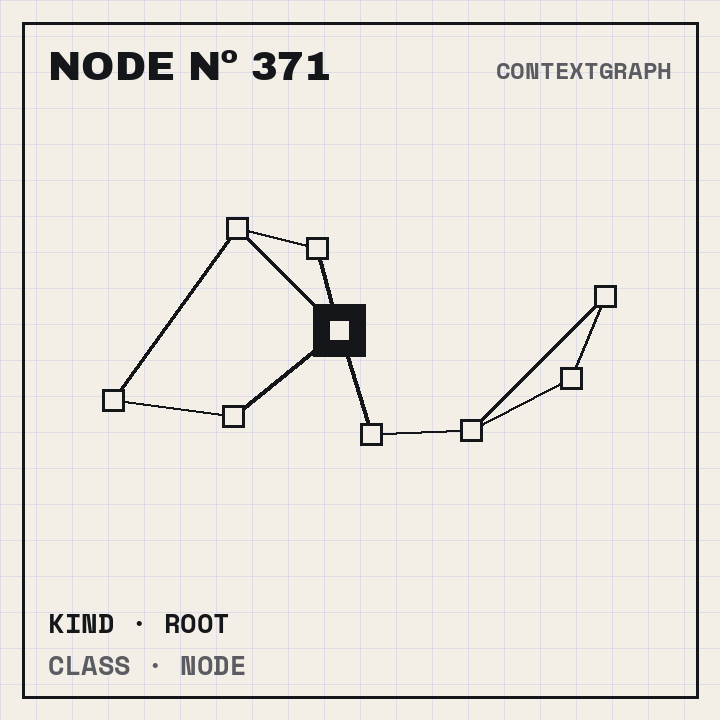 NODE Nº 371
CONTEXTGRAPH
KIND · ROOT
CLASS · NODE